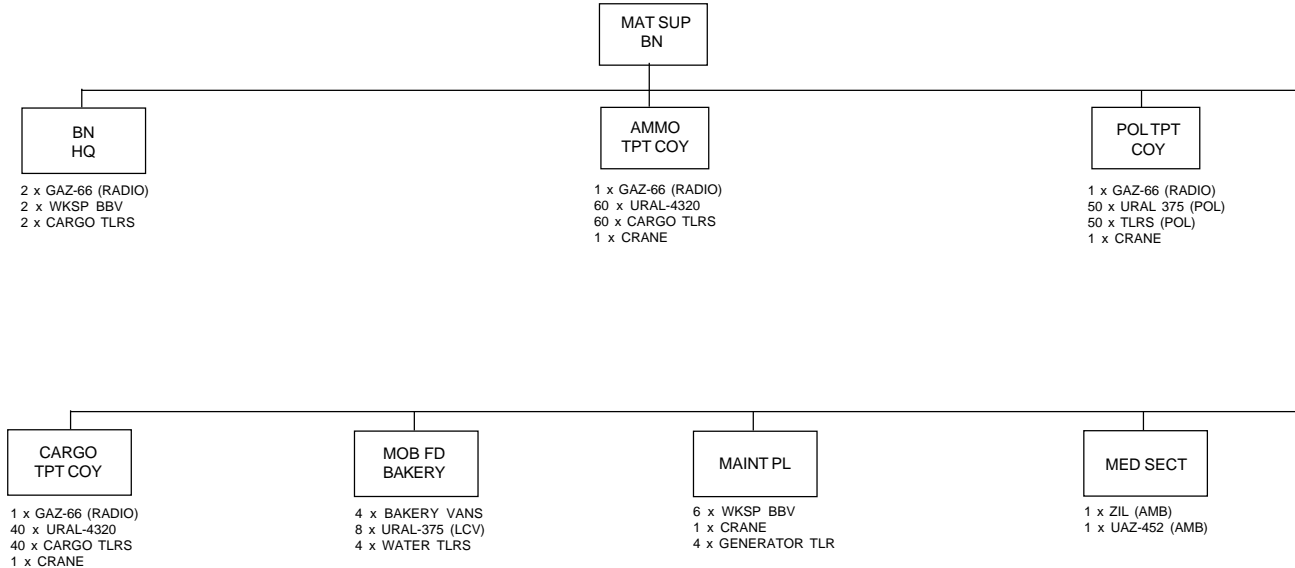 MAT SUP
BN
BN
HQ
2 x GAZ-66 (RADIO)
2 x WKSP BBV
2 x CARGO TLRS
AMMO
TPT COY
1 x GAZ-66 (RADIO)
60 x URAL-4320
60 x CARGO TLRS
1 x CRANE
POL TPT
COY
1 x GAZ-66 (RADIO)
50 x URAL 375 (POL)
50 x TLRS (POL)
1 x CRANE
CARGO
TPT COY
1 x GAZ-66 (RADIO)
40 x URAL-4320
40 x CARGO TLRS
1 x CRANE
MOB FD
BAKERY
4 x BAKERY VANS
8 x URAL-375 (LCV)
4 x WATER TLRS
MAINT PL
6 x WKSP BBV
1 x CRANE
4 x GENERATOR TLR
MED SECT
1 x ZIL (AMB)
1 x UAZ-452 (AMB)